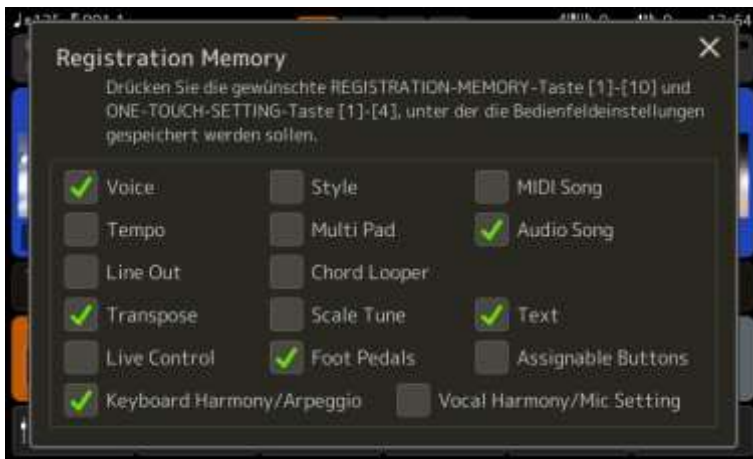 Registration Memory
Drücken Sie die gewünschte REGISTRATION-MEMORY-Taste [1]-[10] und
ONE-TOUCH-SETTING-Taste [1]-[4], unter der die Bedienfeldeinstellungen
gespeichert werden sollen.
Voice Style MIDI Song
Tempo Multi Pad Audio Song
Line Out Chord Looper
Transpose Scale Tune Text
Live Control Foot Pedals Assignable Buttons
Keyboard Harmony/Arpeggio Vocal Harmony/Mic Setting